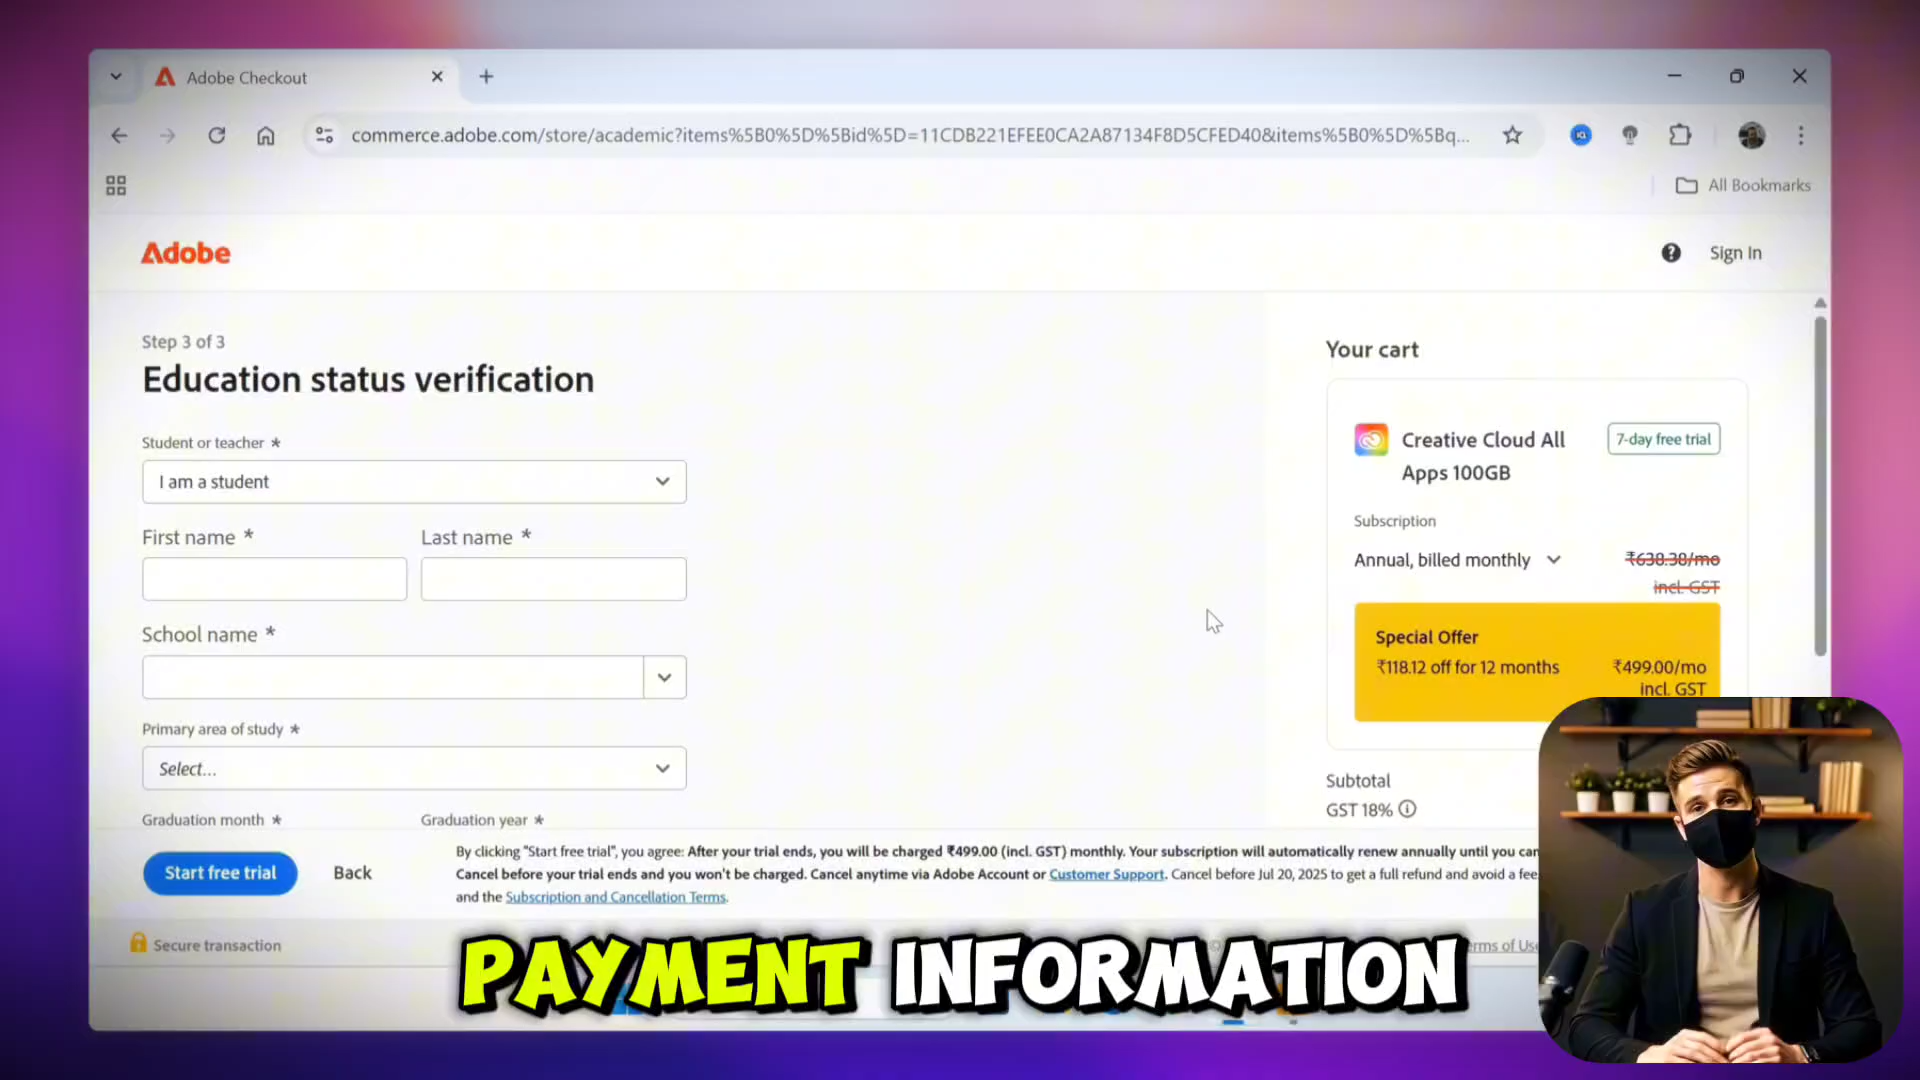 Adobe Checkout
commerce.adobe.com/store/academic?items%5B0%5D%5Bid%5D=11CDB221EFEE0CA2A87134F8D5CFED40&items%5B0%5D%5Bq...
All Bookmarks
Adobe
? Sign In
Step 3 of 3
Education status verification
Student or teacher *
I am a student
First name * Last name *
School name *
Primary area of study *
Select...
Graduation month * Graduation year *
Your cart
Creative Cloud All
Apps 100GB
7-day free trial
Subscription
Annual, billed monthly ₹638.38/mo
incl. GST
Special Offer
₹118.12 off for 12 months ₹499.00/mo
incl. GST
Subtotal
GST 18%
Start free trial Back
By clicking "Start free trial", you agree: After your trial ends, you will be charged ₹499.00 (incl. GST) monthly. Your subscription will automatically renew annually until you can
Cancel before your trial ends and you won't be charged. Cancel anytime via Adobe Account or Customer Support. Cancel before Jul 20, 2025 to get a full refund and avoid a fee
and the Subscription and Cancellation Terms.
Secure transaction
erms of Us
PAYMENT INFORMATION